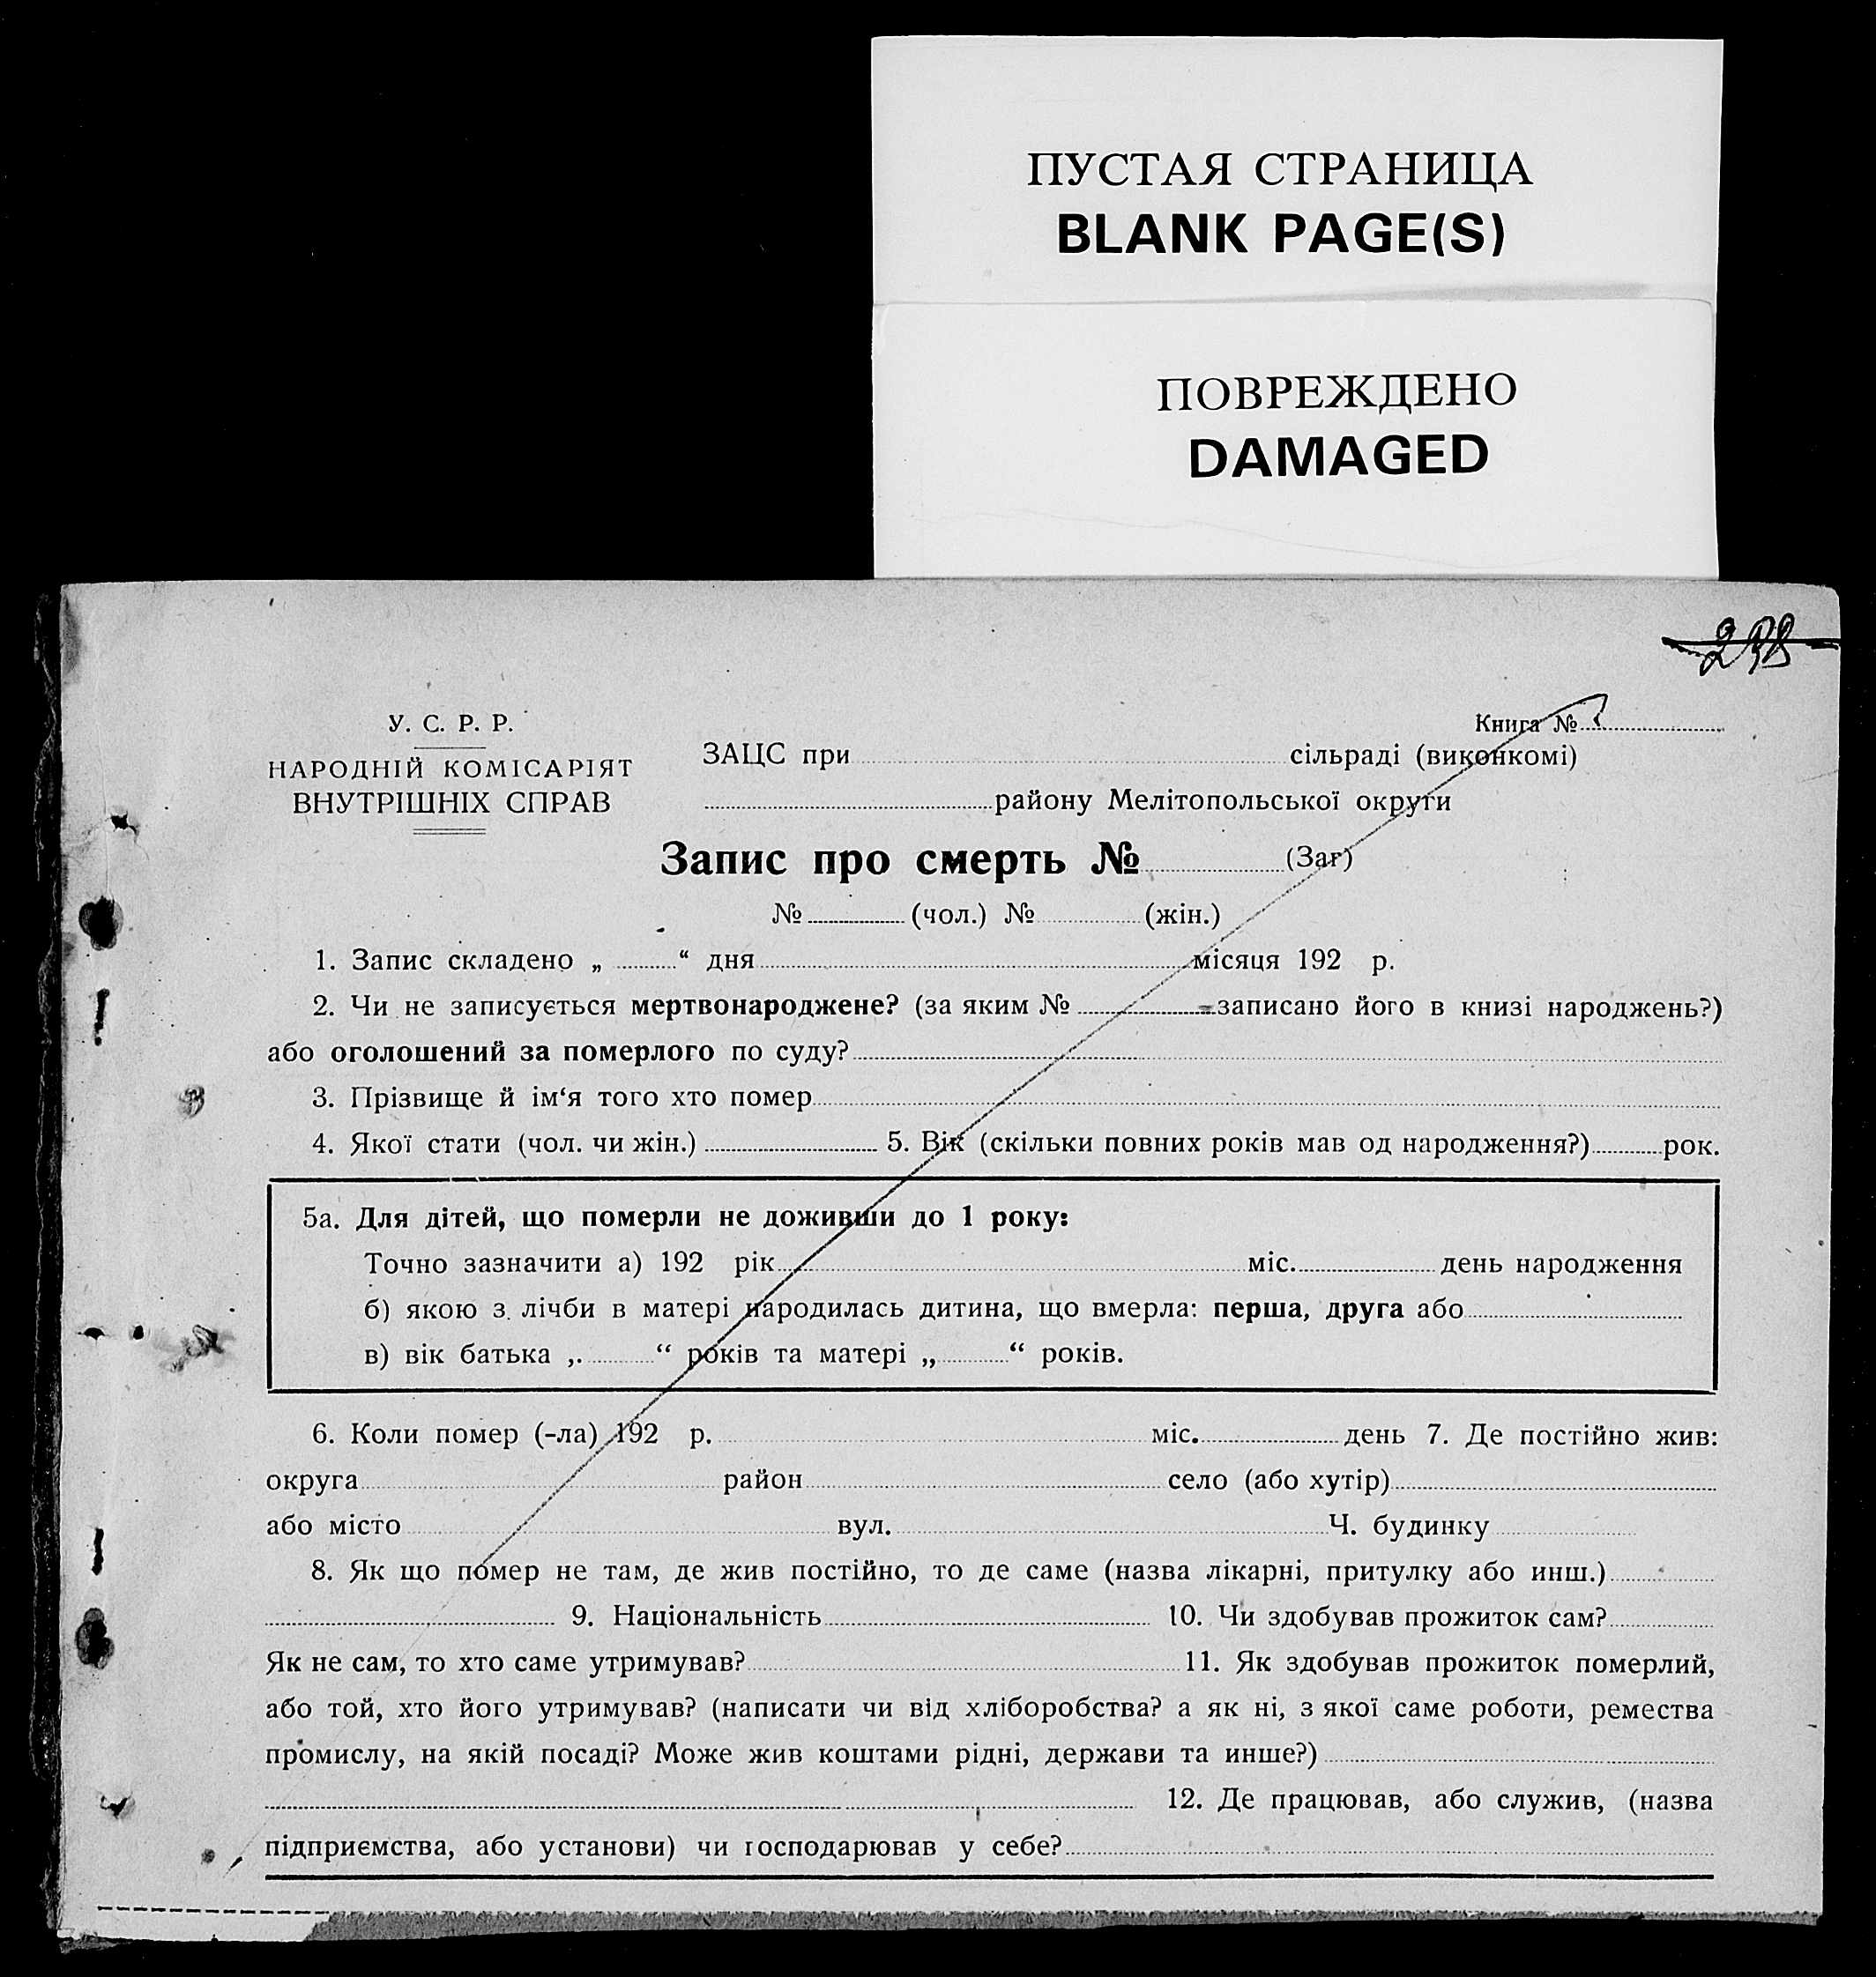 ПУСТАЯ СТРАНИЦА
BLANK PAGE(S)
ПОВРЕЖДЕНО
DAMAGED
У. С. Р. Р.
НАРОДНІЙ КОМІСАРІЯТ
ВНУТРІШНІХ СПРАВ
Книга №
ЗАЦС при сільраді (виконкомі)
району Мелітопольської округи
Запис про смерть № (Заг)
№ (чол.) № (жін.)
1. Запис складено „ “ дня місяця 192 р.
2. Чи не записується мертвонароджене? (за яким № записано його в книзі народжень?)
або оголошений за померлого по суду?
3. Прізвище й ім‘я того хто помер
4. Якої стати (чол. чи жін.) 5. Вік (скільки повних років мав од народження?) рок.
5а. Для дітей, що померли не доживши до 1 року:
Точно зазначити а) 192 рік міс. день народження
б) якою з лічби в матері народилась дитина, що вмерла: перша, друга або
в) вік батька „ “ років та матері „ “ років.
6. Коли помер (-ла) 192 р. міс. день 7. Де постійно жив:
округа район село (або хутір)
або місто вул. Ч. будинку
8. Як що помер не там, де жив постійно, то де саме (назва лікарні, притулку або инш.)
9. Національність 10. Чи здобував прожиток сам?
Як не сам, то хто саме утримував? 11. Як здобував прожиток померлий,
або той, хто його утримував? (написати чи від хліборобства? а як ні, з якої саме роботи, ремества
промислу, на якій посаді? Може жив коштами рідні, держави та инше?)
12. Де працював, або служив, (назва
підприємства, або установи) чи господарював у себе?